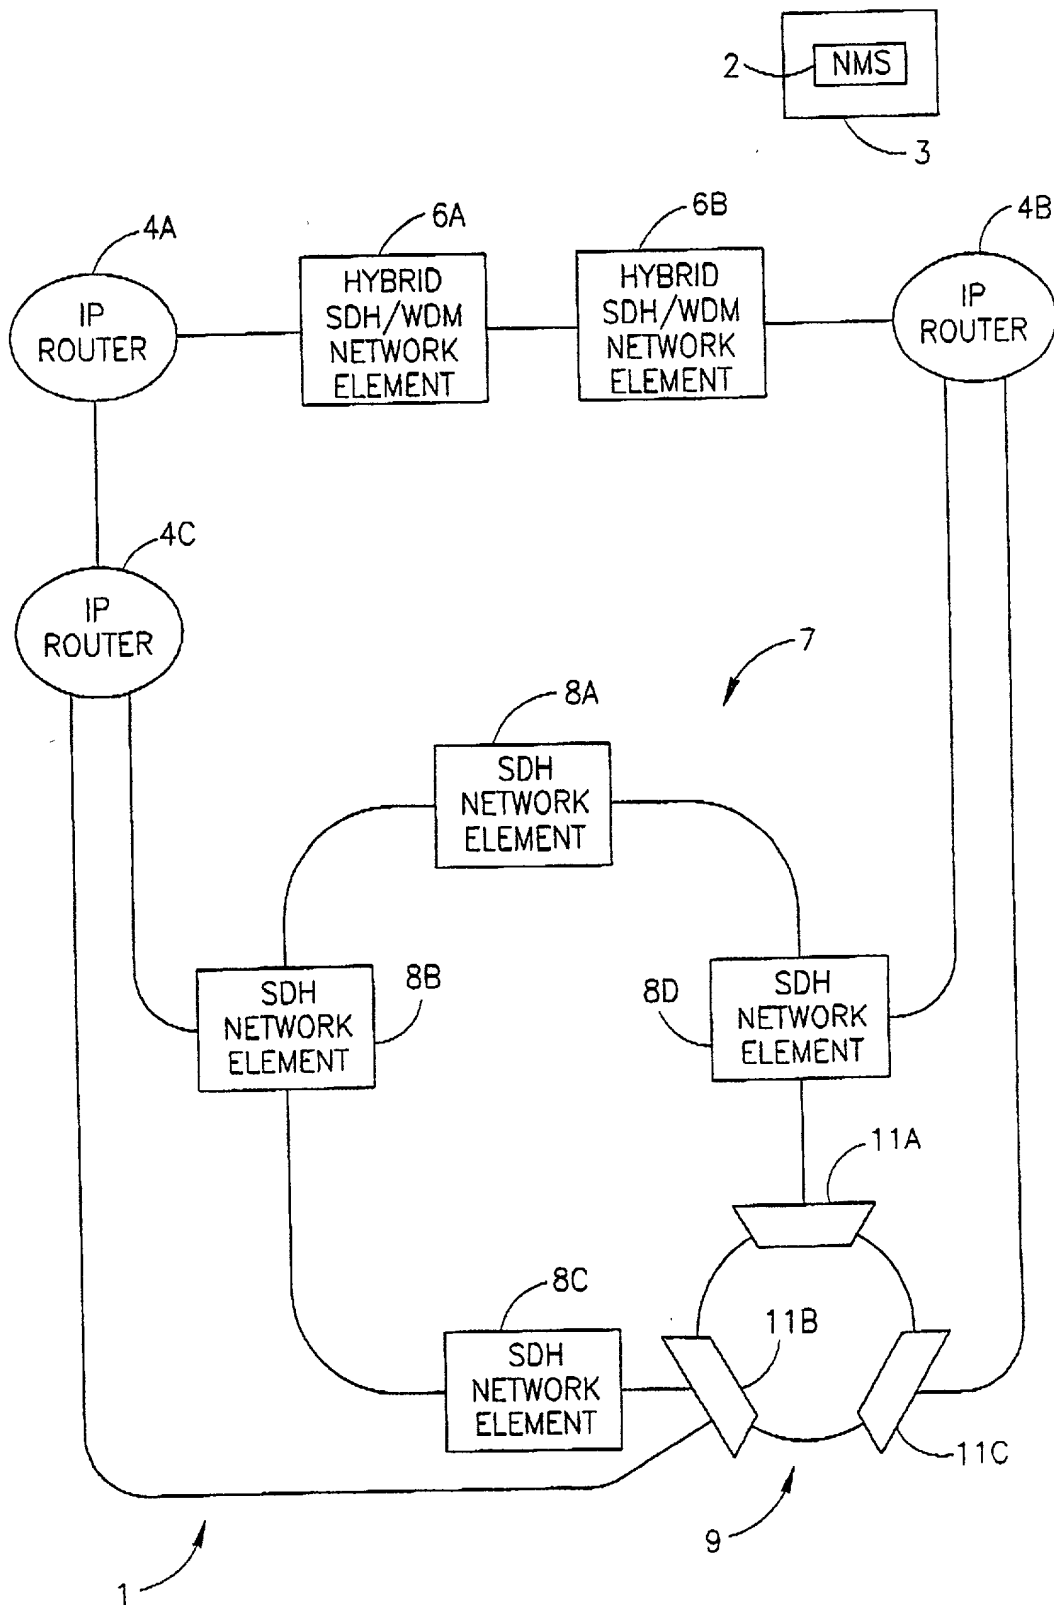 2
NMS
3
4A
6A
6B
4B
IP
ROUTER
HYBRID
SDH/WDM
NETWORK
ELEMENT
HYBRID
SDH/WDM
NETWORK
ELEMENT
IP
ROUTER
4C
IP
ROUTER
7
8A
SDH
NETWORK
ELEMENT
SDH
NETWORK
ELEMENT
8B
8D
SDH
NETWORK
ELEMENT
11A
8C
SDH
NETWORK
ELEMENT
11B
11C
9
1